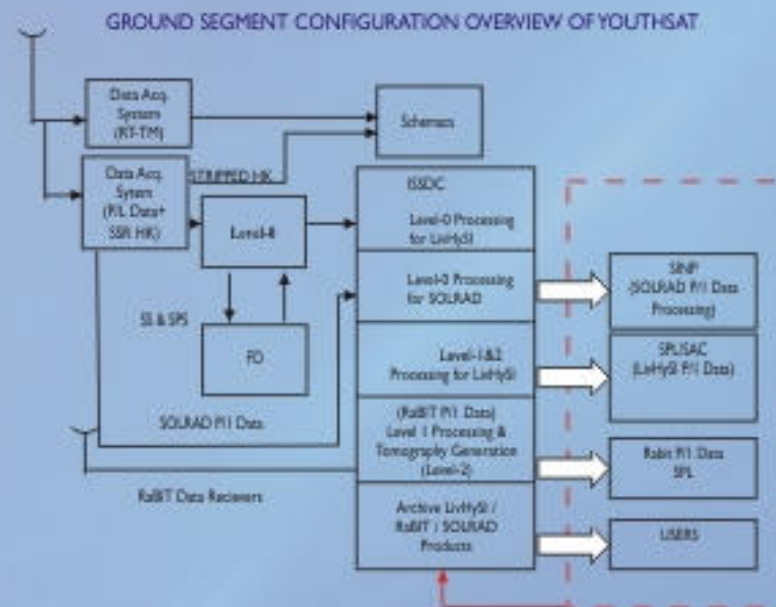 GROUND SEGMENT CONFIGURATION OVERVIEW OF YOUTHSAT
Data Acq.
System
(RT-TM)
Schemacs
Data Acq.
Sytem
(P/L Data+
SSR HK)
STRIPPED HK
Level-0
SS & SPS
FD
SOLRAD P/l Data
RaBIT Data Recievers
ISSDC
Level-0 Processing
for LivHySI
Level-0 Processing
for SOLRAD
Level-1&2
Processing for LivHySI
(RaBIT P/l Data)
Level 1 Processing &
Tomography Generation
(Level-2)
Archive LivHySI /
RaBIT / SOLRAD
Products
SINP
(SOLRAD P/l Data
Processing)
SPL/SAC
(LivHySI P/l Data)
Rabit P/l Data
SPL
USERS